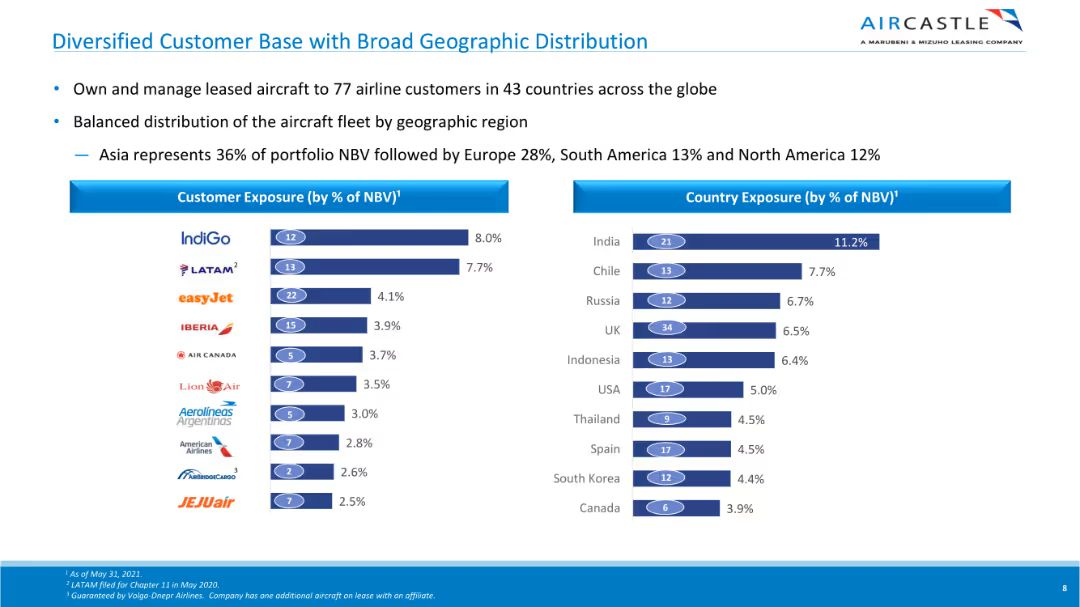 Diversified Customer Base with Broad Geographic Distribution
AIRCASTLE
A MARUBENI & MIZUHO LEASING COMPANY
• Own and manage leased aircraft to 77 airline customers in 43 countries across the globe
• Balanced distribution of the aircraft fleet by geographic region
— Asia represents 36% of portfolio NBV followed by Europe 28%, South America 13% and North America 12%
Customer Exposure (by % of NBV)¹
IndiGo 12 8.0%
LATAM² 13 7.7%
easyJet 22 4.1%
IBERIA 15 3.9%
AIR CANADA 5 3.7%
Lion Air 7 3.5%
Aerolíneas Argentinas 5 3.0%
American Airlines 7 2.8%
AIRBRIDGECARGO³ 2 2.6%
JEJUair 7 2.5%
Country Exposure (by % of NBV)¹
India 21 11.2%
Chile 13 7.7%
Russia 12 6.7%
UK 34 6.5%
Indonesia 13 6.4%
USA 17 5.0%
Thailand 9 4.5%
Spain 17 4.5%
South Korea 12 4.4%
Canada 6 3.9%
¹ As of May 31, 2021.
² LATAM filed for Chapter 11 in May 2020.
³ Guaranteed by Volga-Dnepr Airlines. Company has one additional aircraft on lease with an affiliate.
8